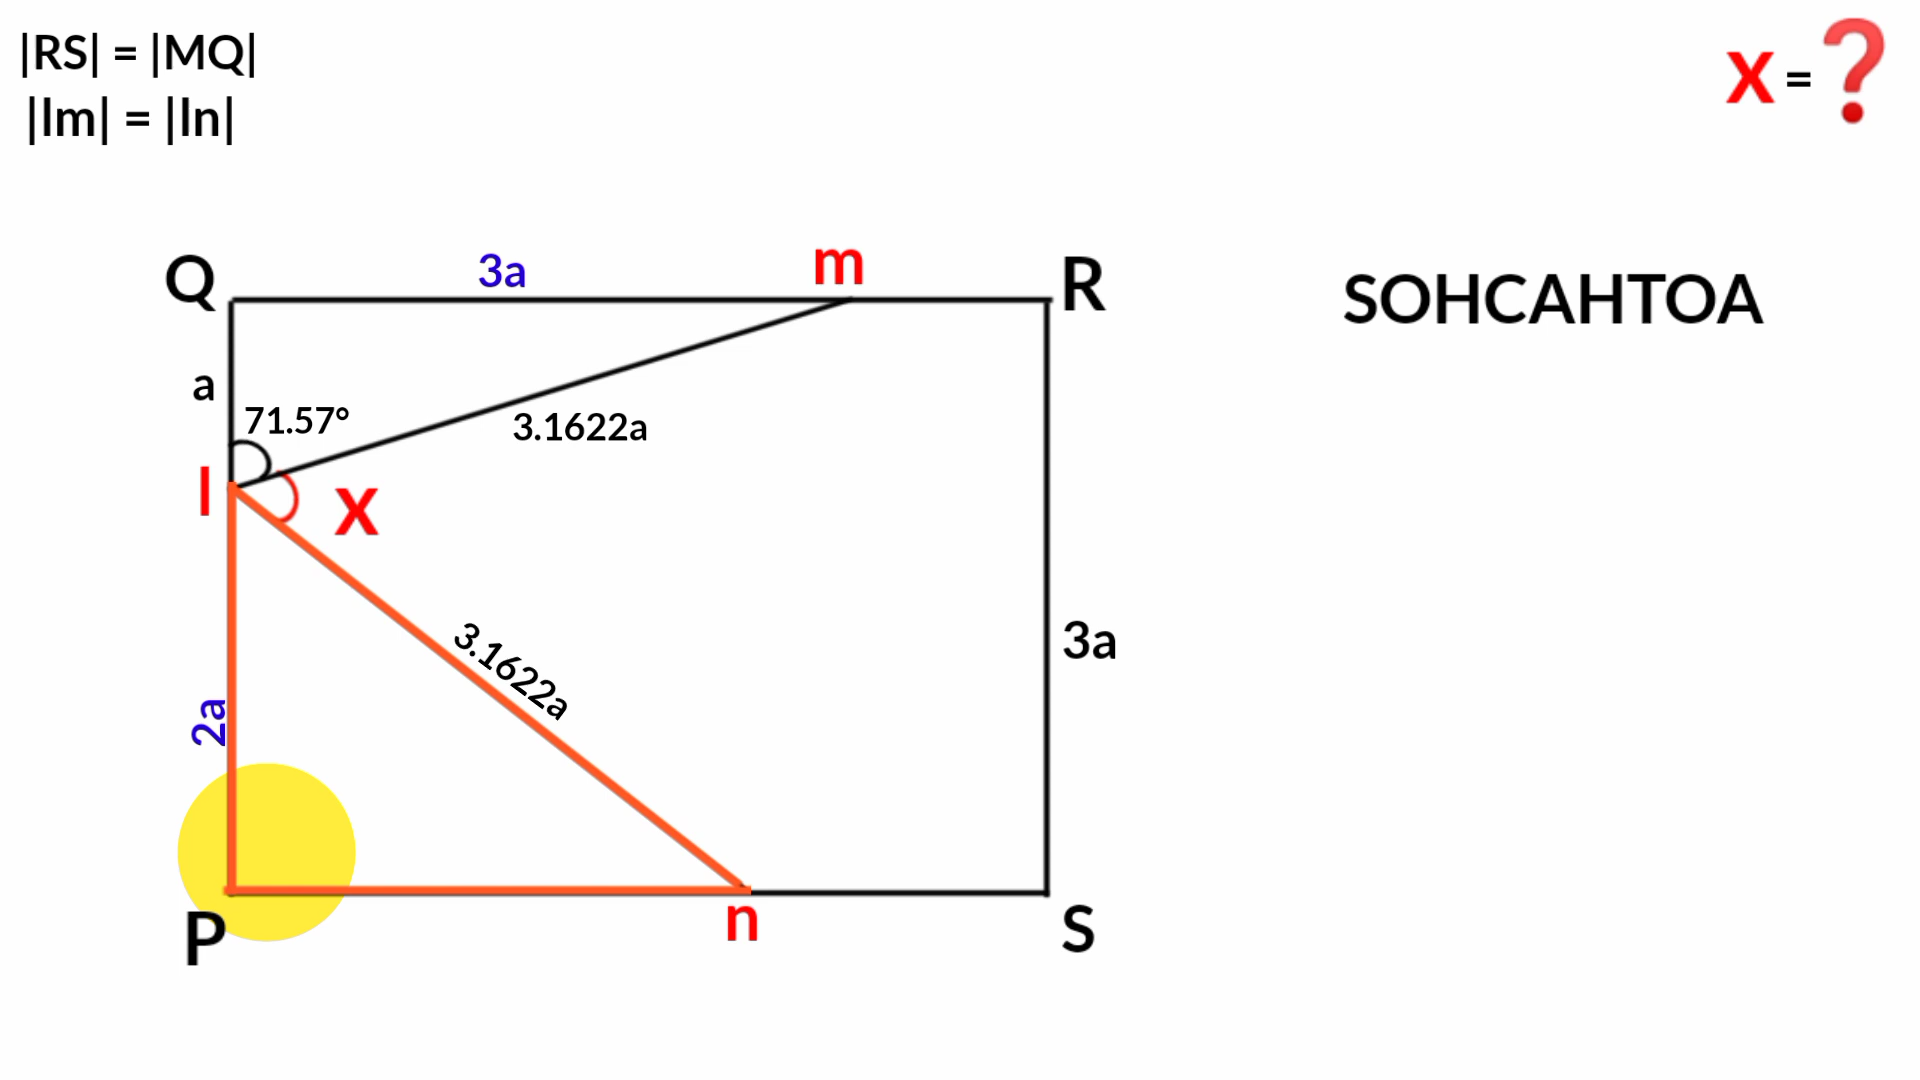 |RS| = |MQ|
|lm| = |ln|
X = ❓
Q
3a
m
R
SOHCAHTOA
a
71.57°
3.1622a
l
X
3.1622a
3a
2a
P
n
S